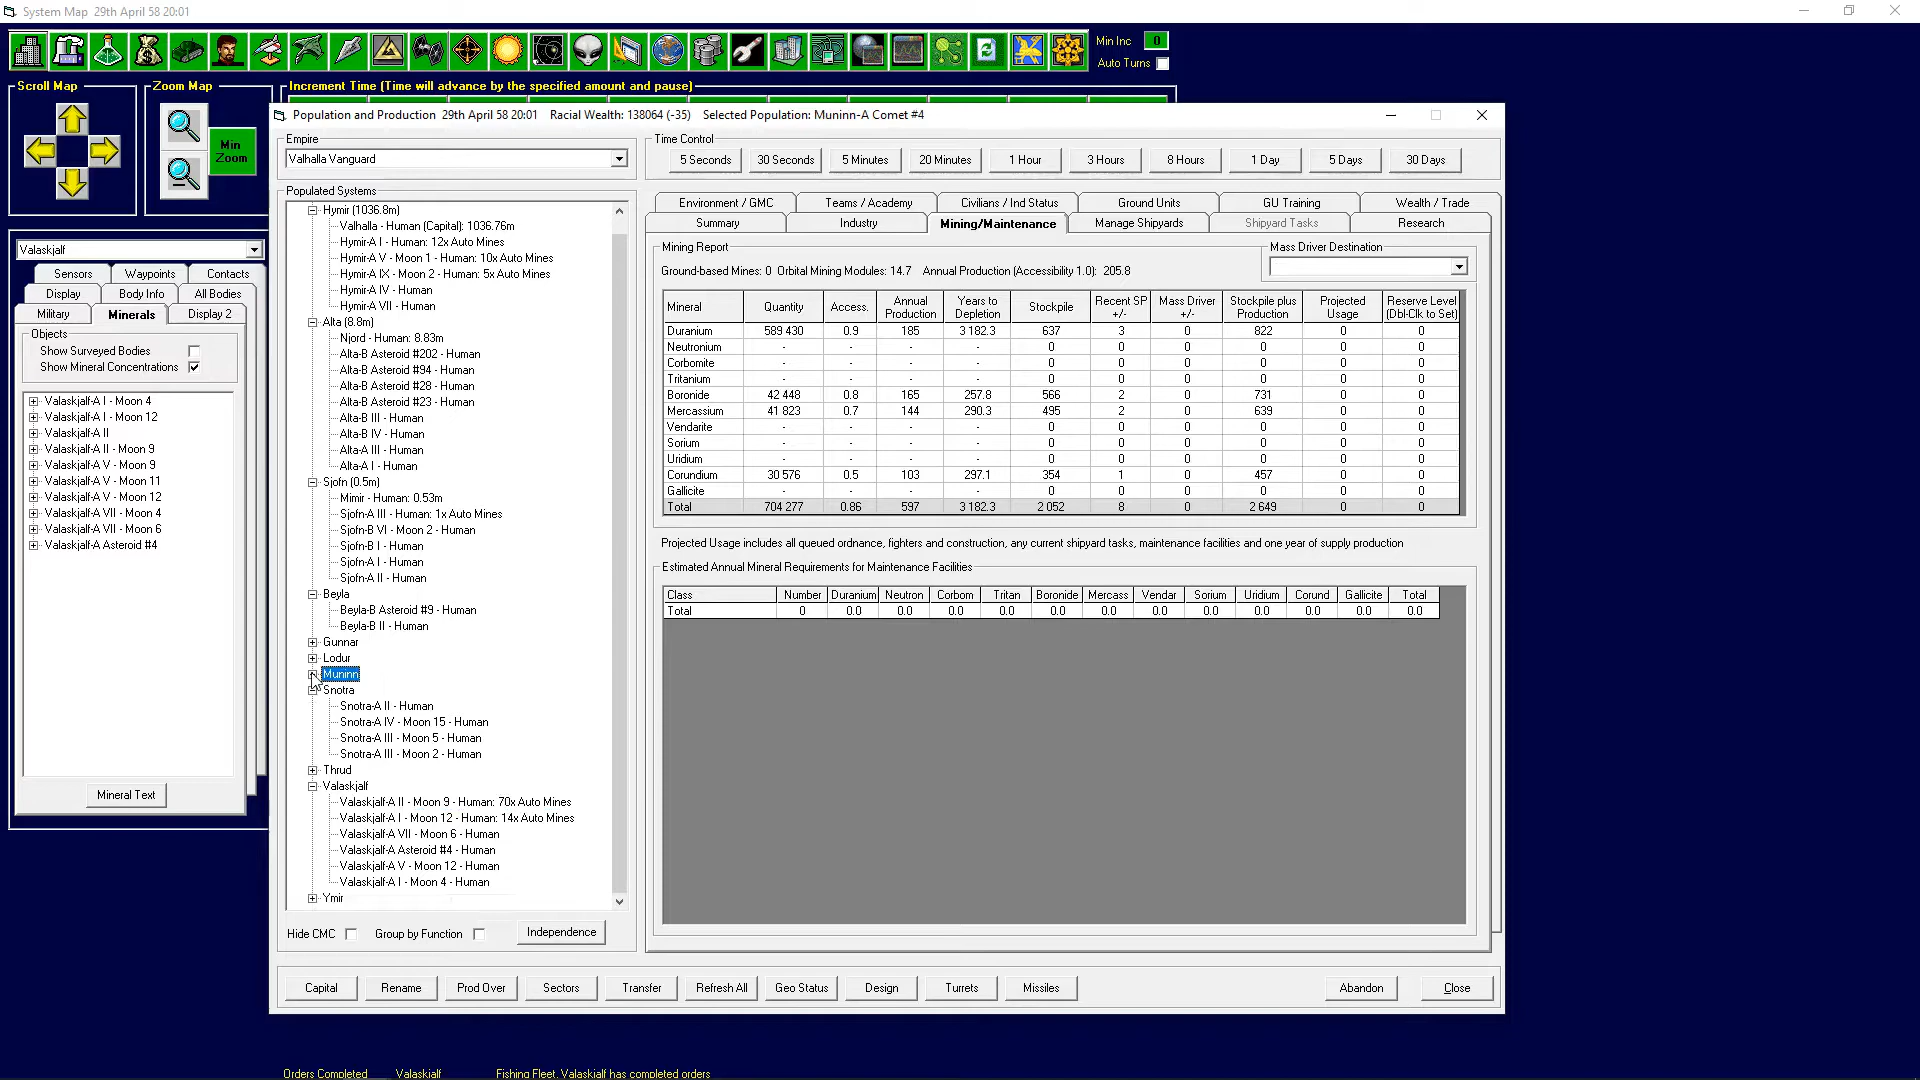 System Map 29th April 58 20:01
Min Inc 0
Auto Turns
Scroll Map
Zoom Map
Increment Time (Time will advance by the specified amount and pause)
Min Zoom
Population and Production 29th April 58 20:01 Racial Wealth: 138064 (-35) Selected Population: Muninn-A Comet #4
Empire
Valhalla Vanguard
Time Control
5 Seconds 30 Seconds 5 Minutes 20 Minutes 1 Hour 3 Hours 8 Hours 1 Day 5 Days 30 Days
Valaskjalf
Sensors Waypoints Contacts
Display Body Info All Bodies
Military Minerals Display 2
Objects
Show Surveyed Bodies
Show Mineral Concentrations
Valaskjalf-A I - Moon 4
Valaskjalf-A I - Moon 12
Valaskjalf-A II
Valaskjalf-A II - Moon 9
Valaskjalf-A V - Moon 9
Valaskjalf-A V - Moon 11
Valaskjalf-A V - Moon 12
Valaskjalf-A VII - Moon 4
Valaskjalf-A VII - Moon 6
Valaskjalf-A Asteroid #4
Mineral Text
Populated Systems
Hymir (1036.8m)
Valhalla - Human (Capital): 1036.76m
Hymir-A I - Human: 12x Auto Mines
Hymir-A V - Moon 1 - Human: 10x Auto Mines
Hymir-A IX - Moon 2 - Human: 5x Auto Mines
Hymir-A IV - Human
Hymir-A VII - Human
Alta (8.8m)
Njord - Human: 8.83m
Alta-B Asteroid #202 - Human
Alta-B Asteroid #94 - Human
Alta-B Asteroid #28 - Human
Alta-B Asteroid #23 - Human
Alta-B III - Human
Alta-B IV - Human
Alta-A III - Human
Alta-A I - Human
Sjofn (0.5m)
Mimir - Human: 0.53m
Sjofn-A III - Human: 1x Auto Mines
Sjofn-B VI - Moon 2 - Human
Sjofn-B I - Human
Sjofn-A I - Human
Sjofn-A II - Human
Beyla
Beyla-B Asteroid #9 - Human
Beyla-B II - Human
Gunnar
Lodur
Muninn
Snotra
Snotra-A II - Human
Snotra-A IV - Moon 15 - Human
Snotra-A III - Moon 5 - Human
Snotra-A III - Moon 2 - Human
Thrud
Valaskjalf
Valaskjalf-A II - Moon 9 - Human: 70x Auto Mines
Valaskjalf-A I - Moon 12 - Human: 14x Auto Mines
Valaskjalf-A VII - Moon 6 - Human
Valaskjalf-A Asteroid #4 - Human
Valaskjalf-A V - Moon 12 - Human
Valaskjalf-A I - Moon 4 - Human
Ymir
Hide CMC Group by Function Independence
Environment / GMC Teams / Academy Civilians / Ind Status Ground Units GU Training Wealth / Trade
Summary Industry Mining/Maintenance Manage Shipyards Shipyard Tasks Research
Mining Report
Mass Driver Destination
Ground-based Mines: 0 Orbital Mining Modules: 14.7 Annual Production (Accessibility 1.0): 205.8
Mineral Quantity Access. Annual Production Years to Depletion Stockpile Recent SP +/- Mass Driver +/- Stockpile plus Production Projected Usage Reserve Level (Dbl-Clk to Set)
Duranium 589 430 0.9 185 3 182.3 637 3 0 822 0 0
Neutronium - - - - 0 0 0 0 0 0
Corbomite - - - - 0 0 0 0 0 0
Tritanium - - - - 0 0 0 0 0 0
Boronide 42 448 0.8 165 257.8 566 2 0 731 0 0
Mercassium 41 823 0.7 144 290.3 495 2 0 639 0 0
Vendarite - - - - 0 0 0 0 0 0
Sorium - - - - 0 0 0 0 0 0
Uridium - - - - 0 0 0 0 0 0
Corundium 30 576 0.5 103 297.1 354 1 0 457 0 0
Gallicite - - - - 0 0 0 0 0 0
Total 704 277 0.86 597 3 182.3 2 052 8 0 2 649 0 0
Projected Usage includes all queued ordnance, fighters and construction, any current shipyard tasks, maintenance facilities and one year of supply production
Estimated Annual Mineral Requirements for Maintenance Facilities
Class Number Duranium Neutron Corbom Tritan Boronide Mercass Vendar Sorium Uridium Corund Gallicite Total
Total 0 0.0 0.0 0.0 0.0 0.0 0.0 0.0 0.0 0.0 0.0 0.0 0.0
Capital Rename Prod Over Sectors Transfer Refresh All Geo Status Design Turrets Missiles Abandon Close
Orders Completed Valaskjalf Fishing Fleet, Valaskjalf has completed orders